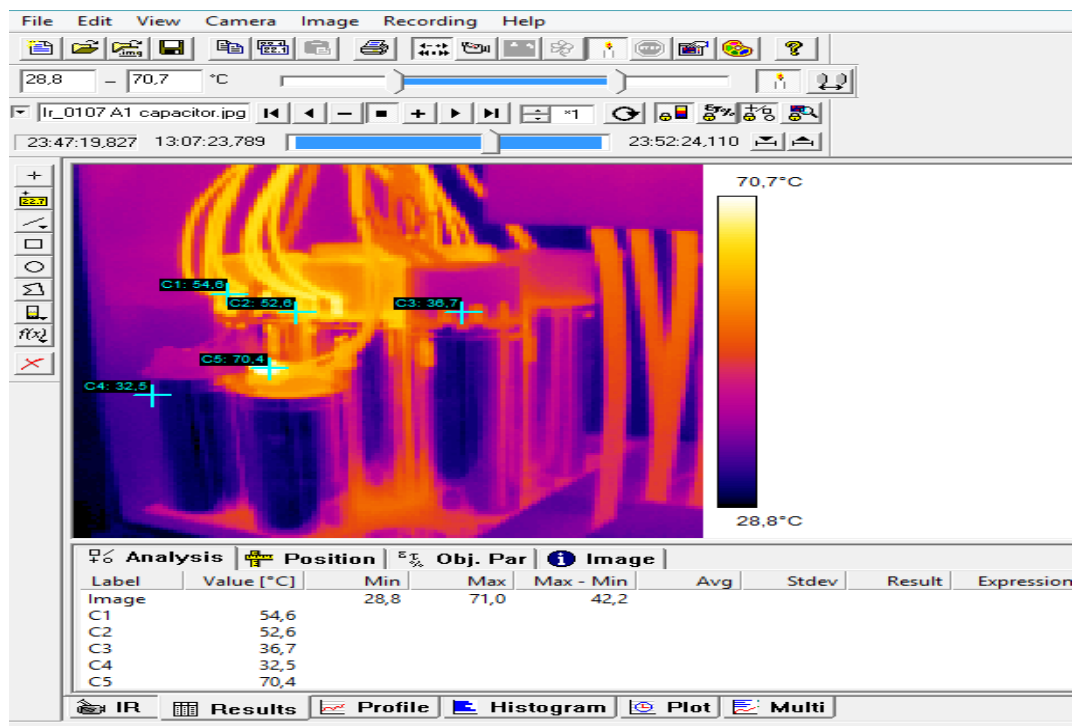 File Edit View Camera Image Recording Help
28,8 – 70,7 °C
Ir_0107 A1 capacitor.jpg *1
23:47:19,827 13:07:23,789 23:52:24,110
70,7°C
C1: 54,6
C2: 52,6
C3: 36,7
C5: 70,4
C4: 32,5
28,8°C
Analysis Position Obj. Par Image
Label Value [°C] Min Max Max - Min Avg Stdev Result Expression
Image 28,8 71,0 42,2
C1 54,6
C2 52,6
C3 36,7
C4 32,5
C5 70,4
IR Results Profile Histogram Plot Multi